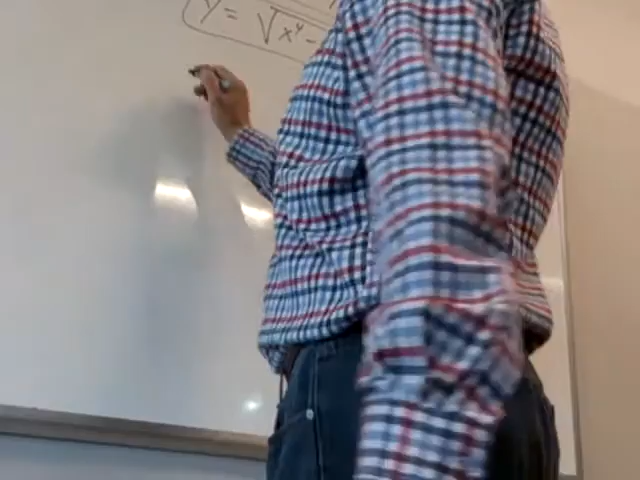 y = √x⁴ -